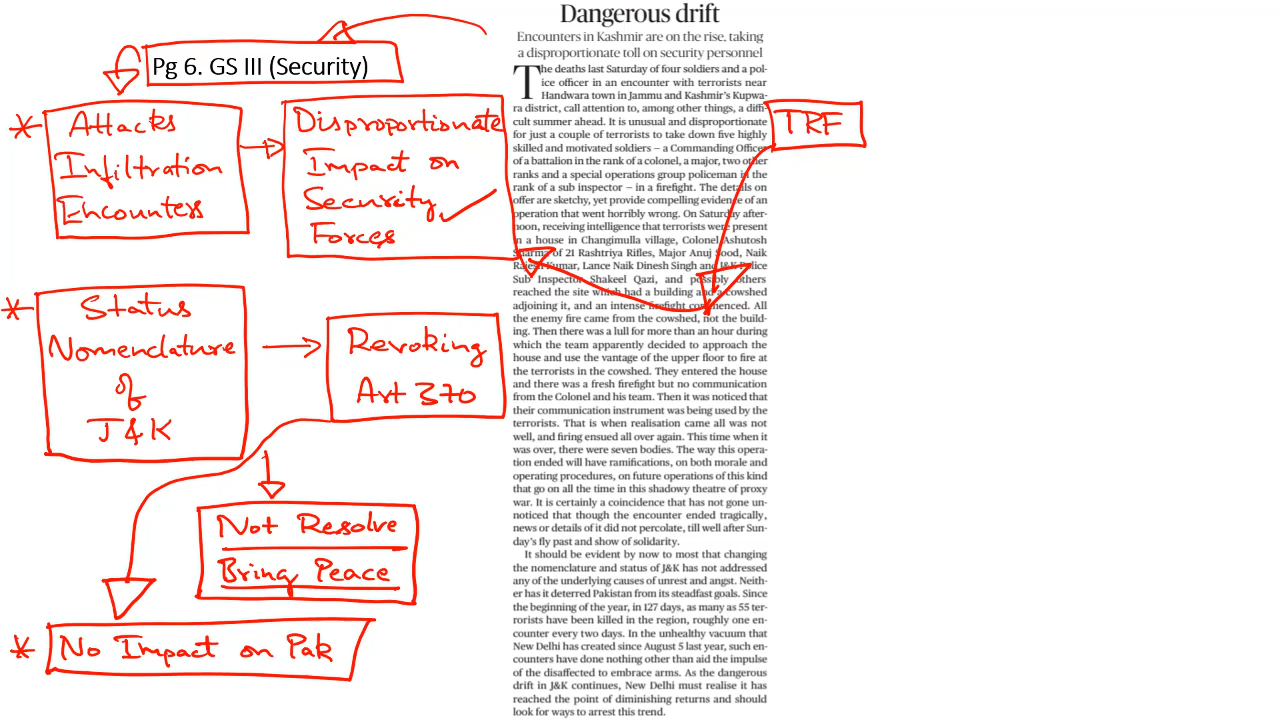 Pg 6. GS III (Security)
* Attacks
Infiltration
Encounters
Disproportionate
Impact on
Security
Forces
* Status
Nomenclature
of
J&K
Revoking
Art 370
Not Resolve
Bring Peace
* No Impact on Pak
Dangerous drift
Encounters in Kashmir are on the rise, taking
a disproportionate toll on security personnel
The deaths last Saturday of four soldiers and a pol-
ice officer in an encounter with terrorists near
Handwara town in Jammu and Kashmir's Kupwa-
ra district, call attention to, among other things, a diffi-
cult summer ahead. It is unusual and disproportionate
for just a couple of terrorists to take down five highly
skilled and motivated soldiers – a Commanding Officer
of a battalion in the rank of a colonel, a major, two other
ranks and a special operations group policeman in the
rank of a sub inspector – in a firefight. The details on
offer are sketchy, yet provide compelling evidence of an
operation that went horribly wrong. On Saturday after-
noon, receiving intelligence that terrorists were present
in a house in Changimulla village, Colonel Ashutosh
Sharma of 21 Rashtriya Rifles, Major Anuj Sood, Naik
Rajesh Kumar, Lance Naik Dinesh Singh and J&K Police
Sub Inspector Shakeel Qazi, and possibly others
reached the site which had a building and a cowshed
adjoining it, and an intense firefight commenced. All
the enemy fire came from the cowshed, not the build-
ing. Then there was a lull for more than an hour during
which the team apparently decided to approach the
house and use the vantage of the upper floor to fire at
the terrorists in the cowshed. They entered the house
and there was a fresh firefight but no communication
from the Colonel and his team. Then it was noticed that
their communication instrument was being used by the
terrorists. That is when realisation came all was not
well, and firing ensued all over again. This time when it
was over, there were seven bodies. The way this opera-
tion ended will have ramifications, on both morale and
operating procedures, on future operations of this kind
that go on all the time in this shadowy theatre of proxy
war. It is certainly a coincidence that has not gone un-
noticed that though the encounter ended tragically,
news or details of it did not percolate, till well after Sun-
day's fly past and show of solidarity.
It should be evident by now to most that changing
the nomenclature and status of J&K has not addressed
any of the underlying causes of unrest and angst. Neith-
er has it deterred Pakistan from its steadfast goals. Since
the beginning of the year, in 127 days, as many as 55 ter-
rorists have been killed in the region, roughly one en-
counter every two days. In the unhealthy vacuum that
New Delhi has created since August 5 last year, such en-
counters have done nothing other than aid the impulse
of the disaffected to embrace arms. As the dangerous
drift in J&K continues, New Delhi must realise it has
reached the point of diminishing returns and should
look for ways to arrest this trend.
TRF